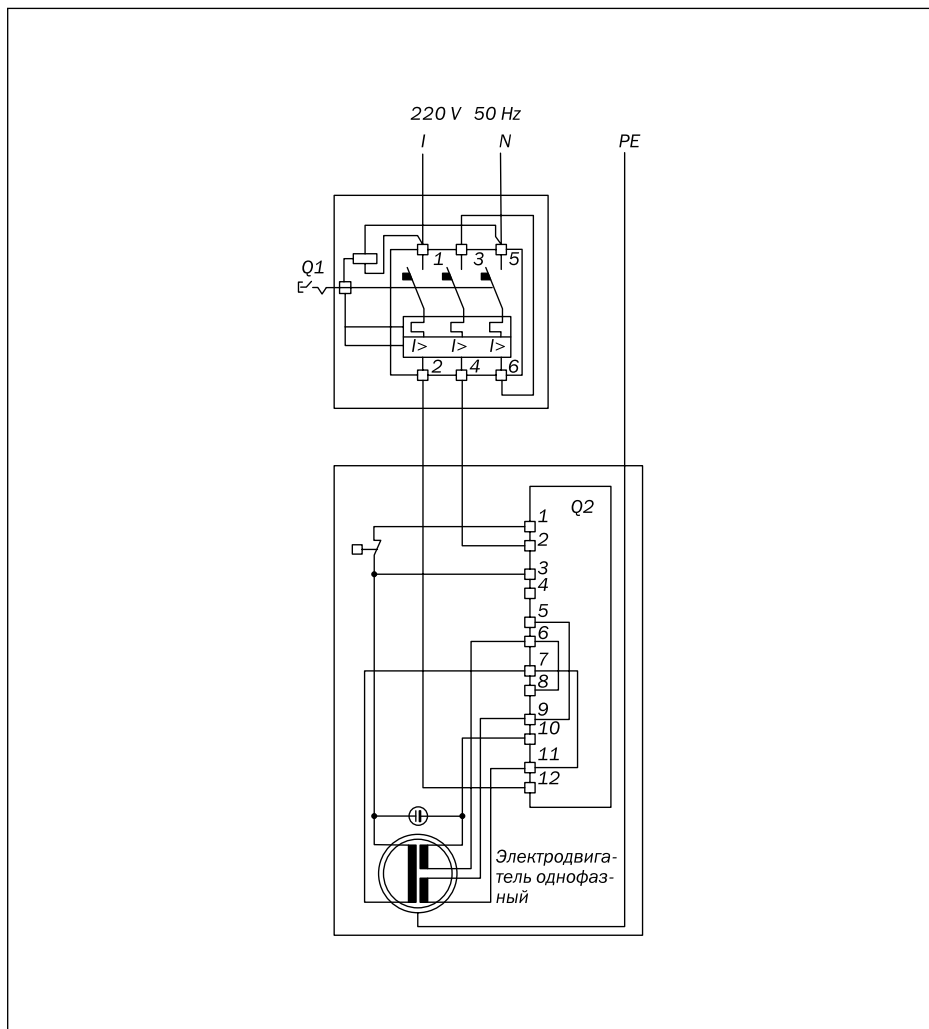 220 V 50 Hz
I N PE
Q1
1 3 5
I> I> I>
2 4 6
Q2
1
2
3
4
5
6
7
8
9
10
11
12
Электродвига-
тель однофаз-
ный